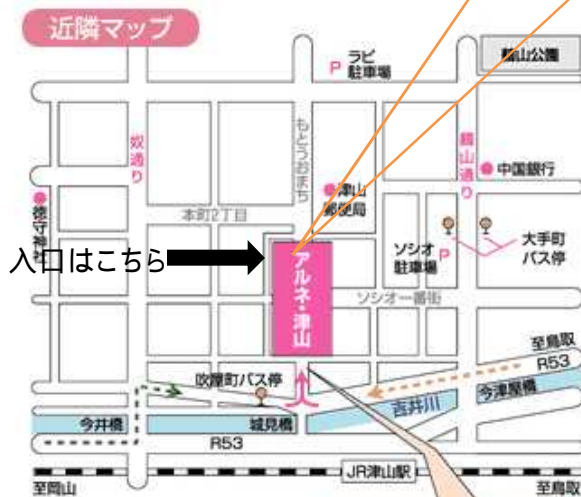 近隣マップ
ラビ
P 駐車場
鶴山公園
奴通り
もとうおまち
鶴山通り
中国銀行
徳守神社
津山
郵便局
本町2丁目
入口はこちら
アルネ・津山
ソシオ
駐車場 P
大手町
バス停
ソシオ一番街
至鳥取
R53
吹屋町バス停
今津屋橋
吉井川
今井橋
城見橋
R53
JR津山駅
至岡山
至鳥取